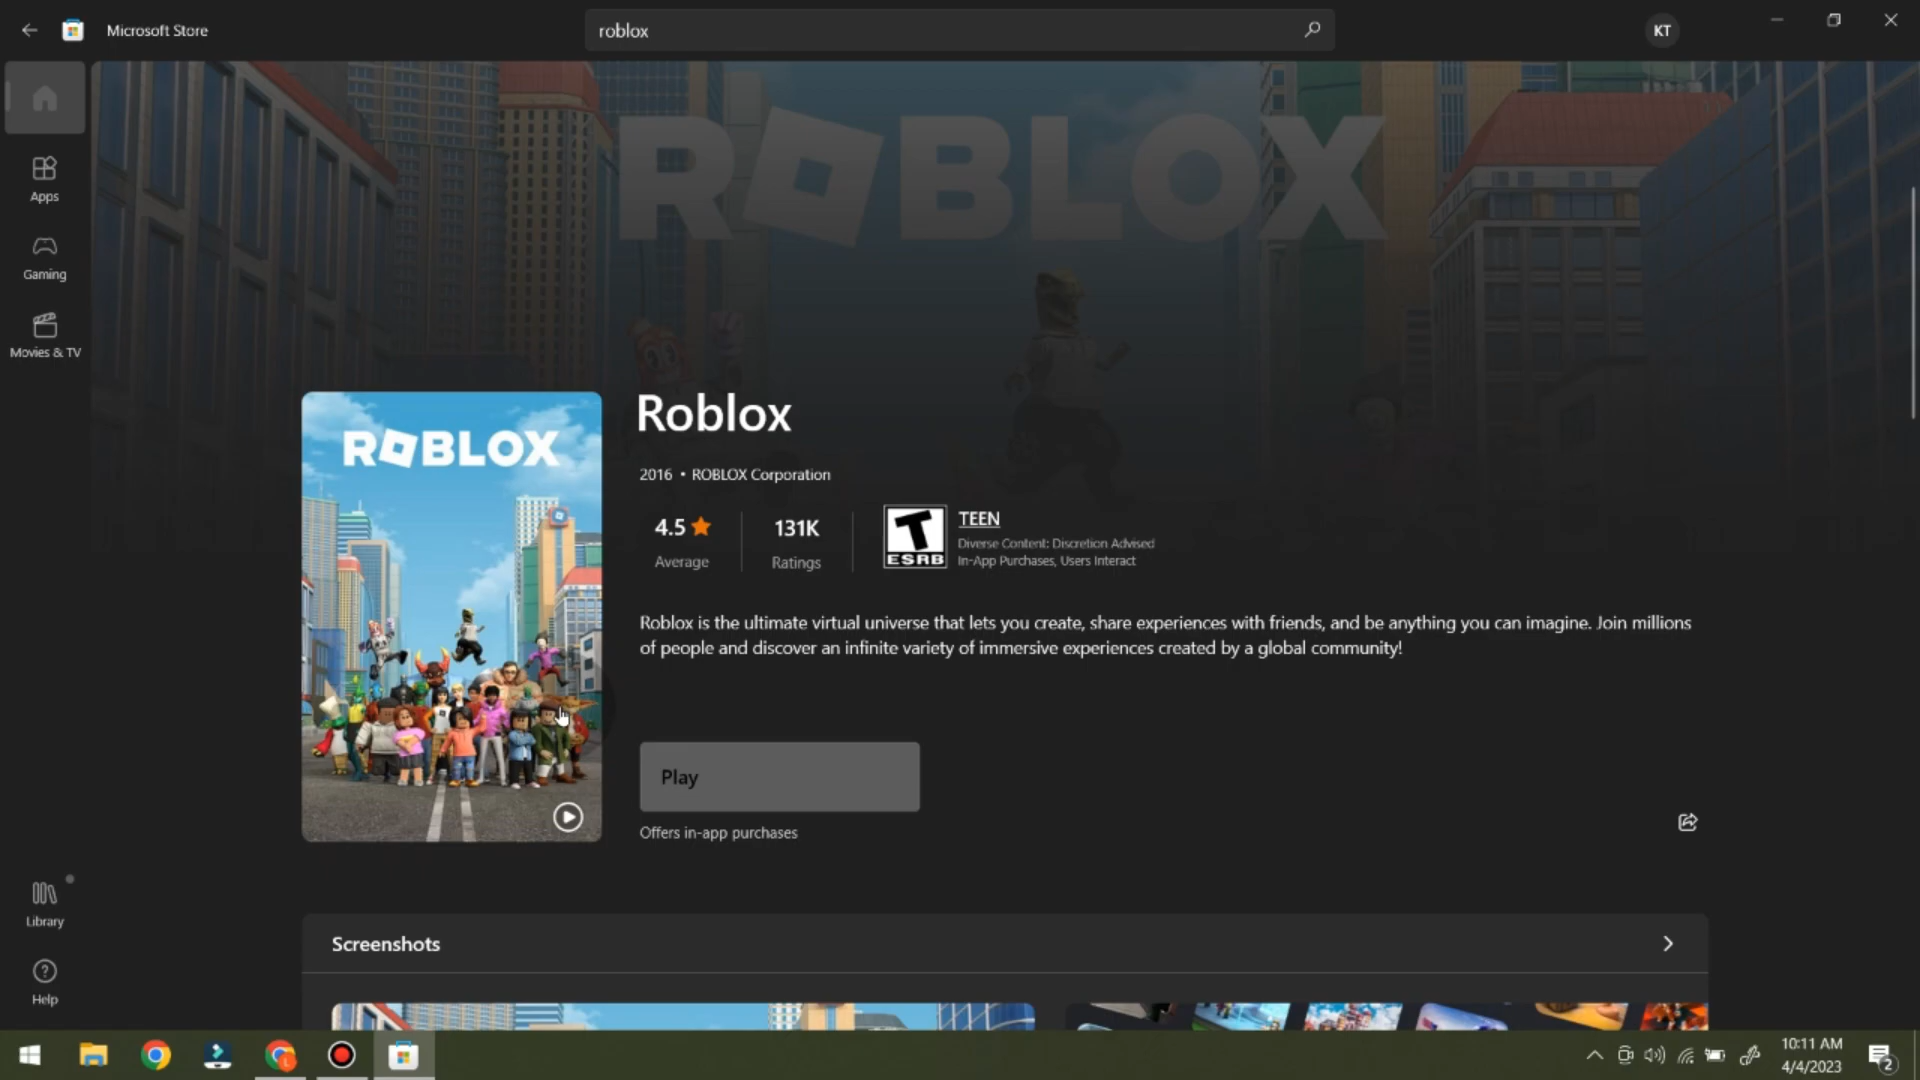 Microsoft Store
roblox
KT
Apps
Gaming
Movies & TV
Library
Help
ROBLOX
ROBLOX
Roblox
2016 • ROBLOX Corporation
4.5
Average
131K
Ratings
T
ESRB
TEEN
Diverse Content: Discretion Advised
In-App Purchases, Users Interact
Roblox is the ultimate virtual universe that lets you create, share experiences with friends, and be anything you can imagine. Join millions
of people and discover an infinite variety of immersive experiences created by a global community!
Play
Offers in-app purchases
Screenshots
L
10:11 AM
4/4/2023
2